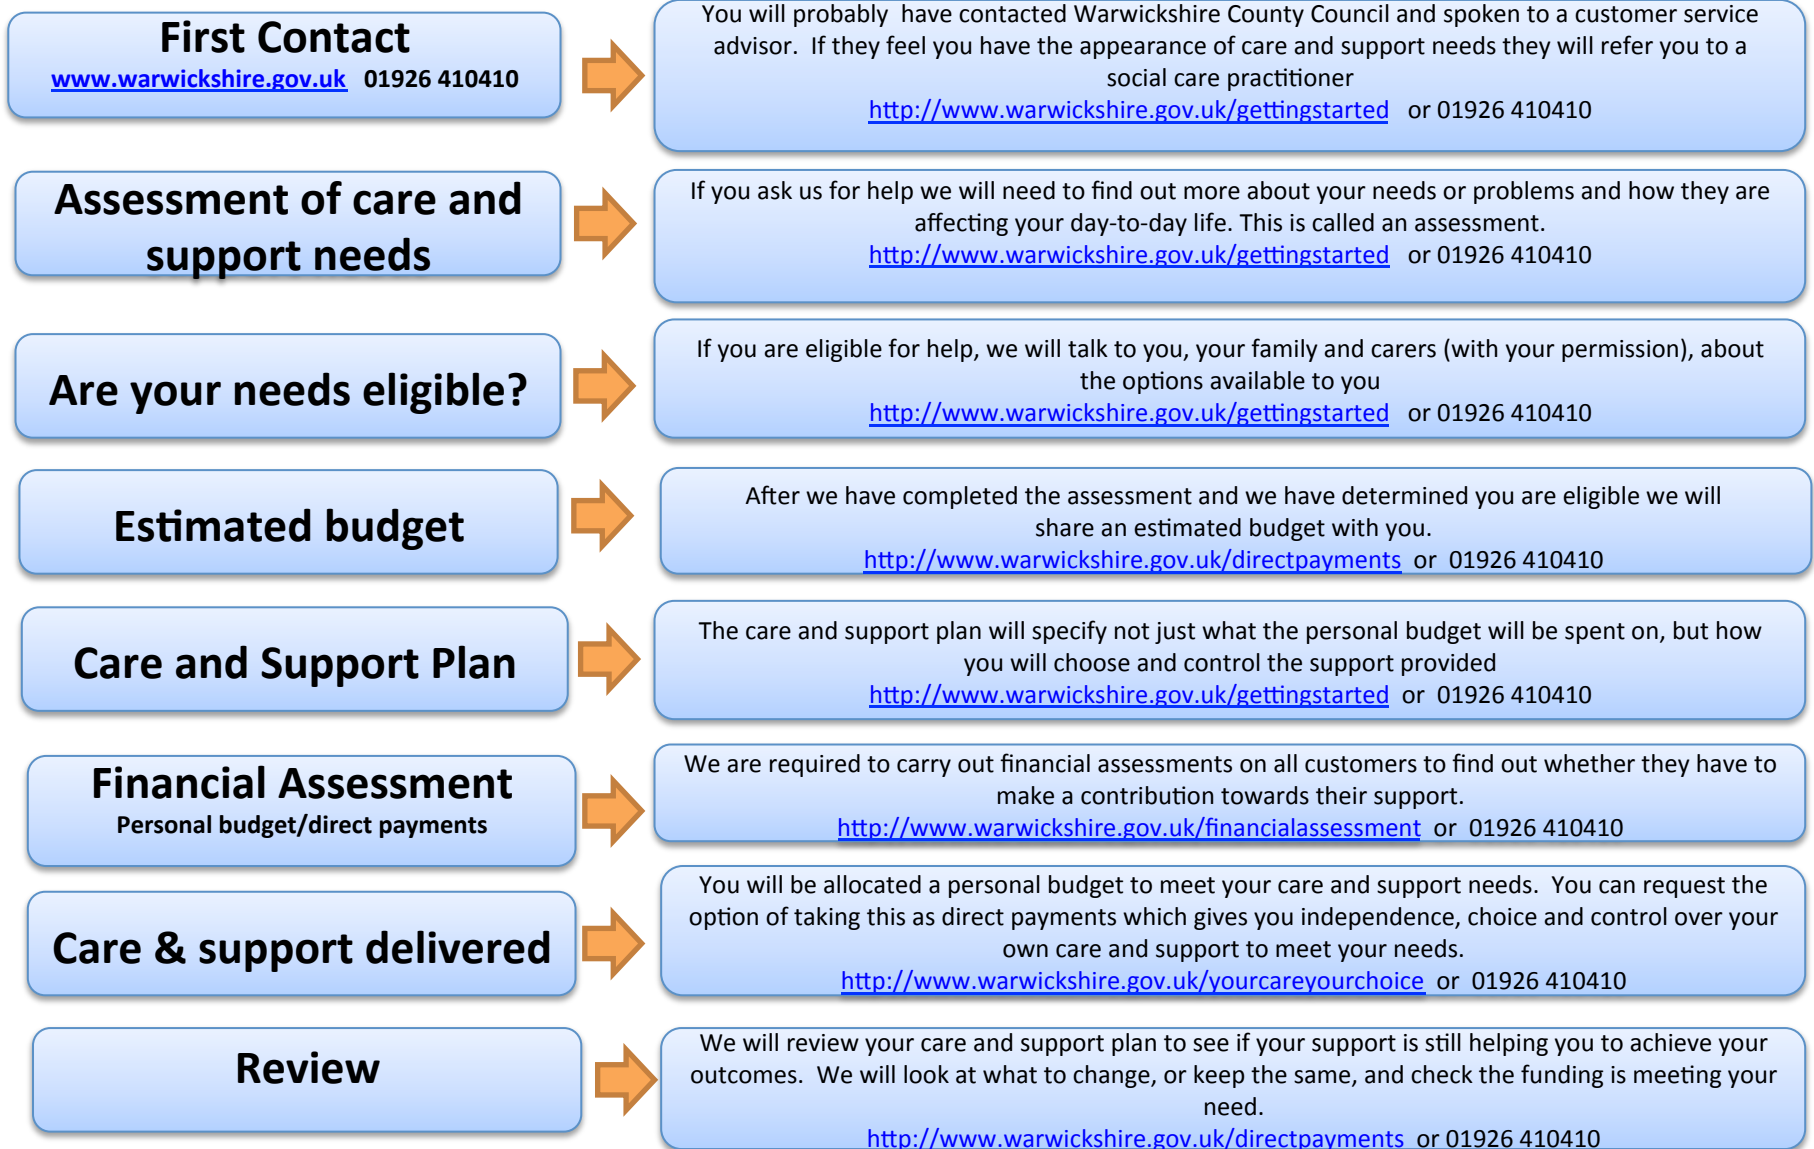 First Contact
www.warwickshire.gov.uk 01926 410410
You will probably have contacted Warwickshire County Council and spoken to a customer service
advisor. If they feel you have the appearance of care and support needs they will refer you to a
social care practitioner
http://www.warwickshire.gov.uk/gettingstarted or 01926 410410
Assessment of care and
support needs
If you ask us for help we will need to find out more about your needs or problems and how they are
affecting your day-to-day life. This is called an assessment.
http://www.warwickshire.gov.uk/gettingstarted or 01926 410410
Are your needs eligible?
If you are eligible for help, we will talk to you, your family and carers (with your permission), about
the options available to you
http://www.warwickshire.gov.uk/gettingstarted or 01926 410410
Estimated budget
After we have completed the assessment and we have determined you are eligible we will
share an estimated budget with you.
http://www.warwickshire.gov.uk/directpayments or 01926 410410
Care and Support Plan
The care and support plan will specify not just what the personal budget will be spent on, but how
you will choose and control the support provided
http://www.warwickshire.gov.uk/gettingstarted or 01926 410410
Financial Assessment
Personal budget/direct payments
We are required to carry out financial assessments on all customers to find out whether they have to
make a contribution towards their support.
http://www.warwickshire.gov.uk/financialassessment or 01926 410410
Care & support delivered
You will be allocated a personal budget to meet your care and support needs. You can request the
option of taking this as direct payments which gives you independence, choice and control over your
own care and support to meet your needs.
http://www.warwickshire.gov.uk/yourcareyourchoice or 01926 410410
Review
We will review your care and support plan to see if your support is still helping you to achieve your
outcomes. We will look at what to change, or keep the same, and check the funding is meeting your
need.
http://www.warwickshire.gov.uk/directpayments or 01926 410410